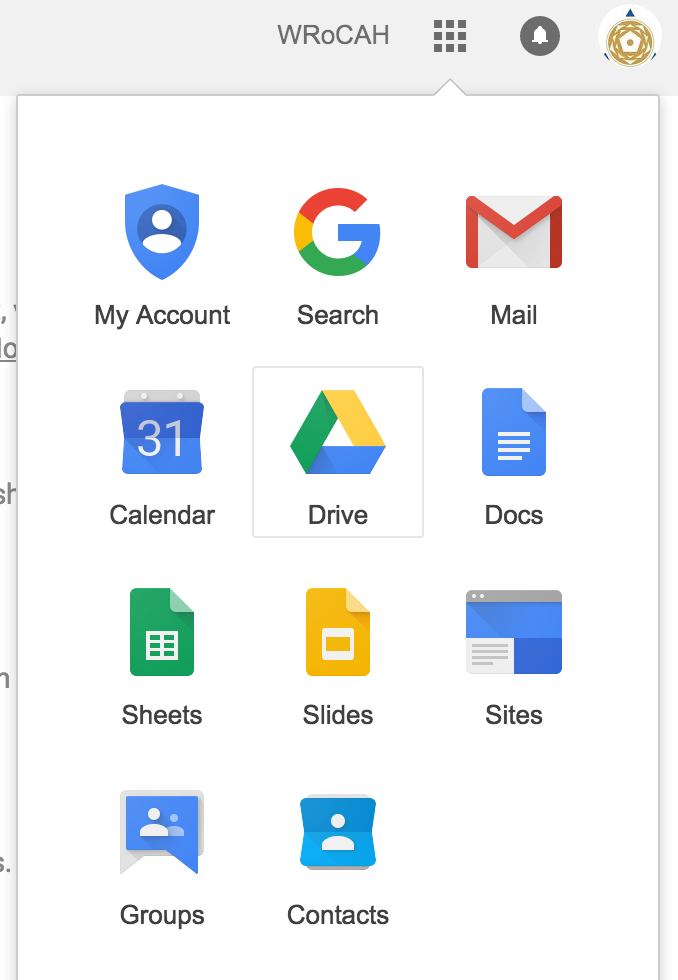 WRoCAH
My Account
Search
Mail
31
Calendar
Drive
Docs
Sheets
Slides
Sites
Groups
Contacts